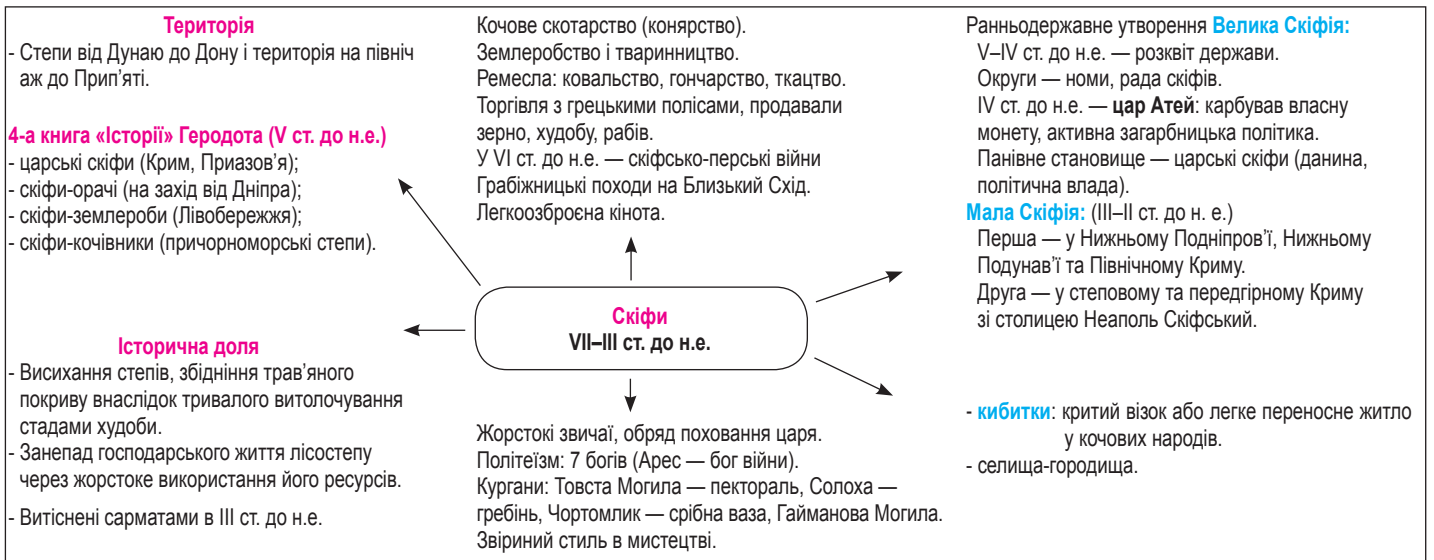 Територія
- Степи від Дунаю до Дону і територія на північ
аж до Прип’яті.
4-а книга «Історії» Геродота (V ст. до н.е.)
- царські скіфи (Крим, Приазов’я);
- скіфи-орачі (на захід від Дніпра);
- скіфи-землероби (Лівобережжя);
- скіфи-кочівники (причорноморські степи).
Історична доля
- Висихання степів, збідніння трав’яного
покриву внаслідок тривалого витолочування
стадами худоби.
- Занепад господарського життя лісостепу
через жорстоке використання його ресурсів.
- Витіснені сарматами в III ст. до н.е.
Кочове скотарство (конярство).
Землеробство і тваринництво.
Ремесла: ковальство, гончарство, ткацтво.
Торгівля з грецькими полісами, продавали
зерно, худобу, рабів.
У VI ст. до н.е. — скіфсько-перські війни
Грабіжницькі походи на Близький Схід.
Легкоозброєна кінота.
Скіфи
VII–III ст. до н.е.
Жорстокі звичаї, обряд поховання царя.
Політеїзм: 7 богів (Арес — бог війни).
Кургани: Товста Могила — пектораль, Солоха —
гребінь, Чортомлик — срібна ваза, Гайманова Могила.
Звіриний стиль в мистецтві.
Ранньодержавне утворення Велика Скіфія:
V–IV ст. до н.е. — розквіт держави.
Округи — номи, рада скіфів.
IV ст. до н.е. — цар Атей: карбував власну
монету, активна загарбницька політика.
Панівне становище — царські скіфи (данина,
політична влада).
Мала Скіфія: (III–II ст. до н. е.)
Перша — у Нижньому Подніпров’ї, Нижньому
Подунав’ї та Північному Криму.
Друга — у степовому та передгірному Криму
зі столицею Неаполь Скіфський.
- кибитки: критий візок або легке переносне житло
у кочових народів.
- селища-городища.